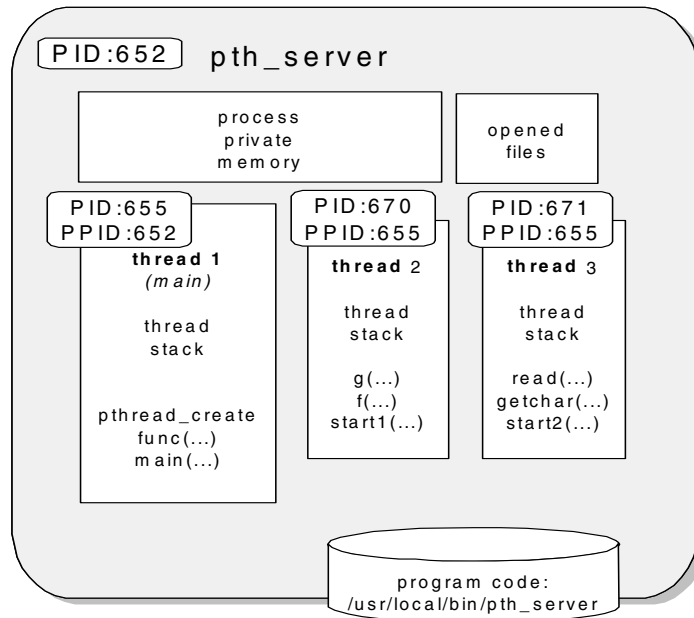 PID:652 pth_server
process
private
memory
opened
files
PID:655
PPID:652
thread 1
(main)
thread
stack
pthread_create
func(...)
main(...)
PID:670
PPID:655
thread 2
thread
stack
g(...)
f(...)
start1(...)
PID:671
PPID:655
thread 3
thread
stack
read(...)
getchar(...)
start2(...)
program code:
/usr/local/bin/pth_server